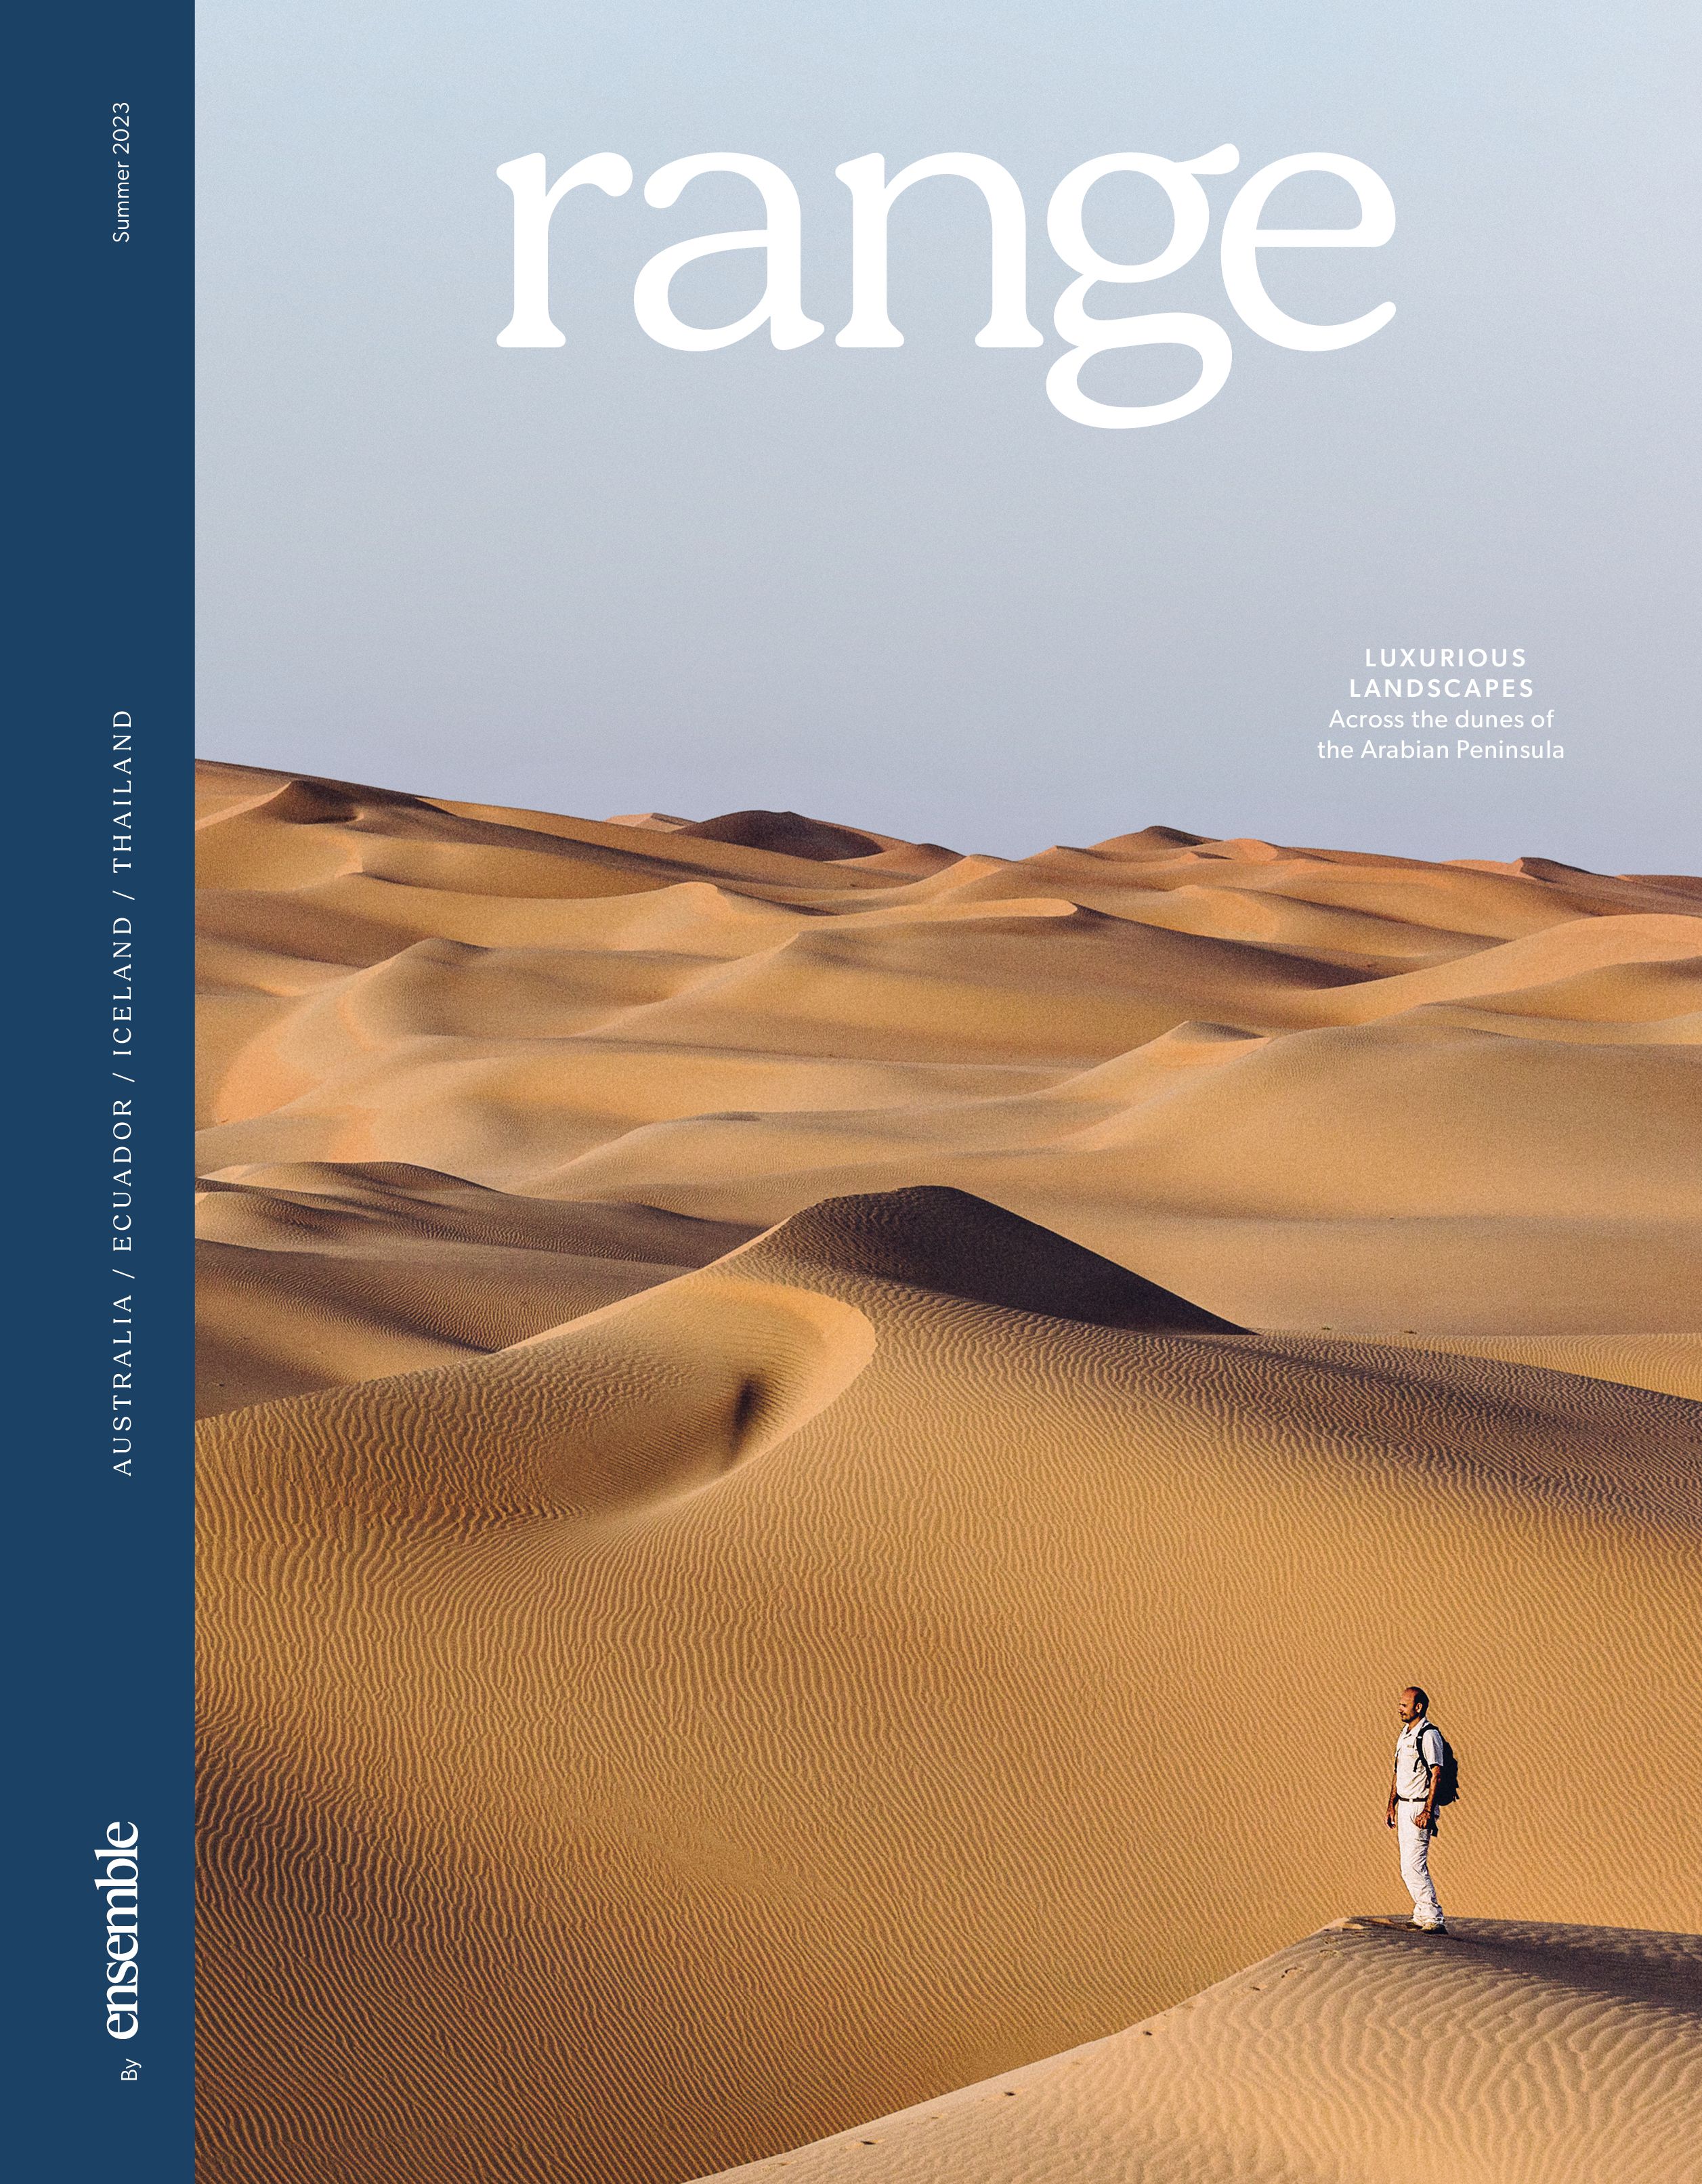 range
LUXURIOUS
LANDSCAPES
Across the dunes of
the Arabian Peninsula
Summer 2023
AUSTRALIA / ECUADOR / ICELAND / THAILAND
By ensemble